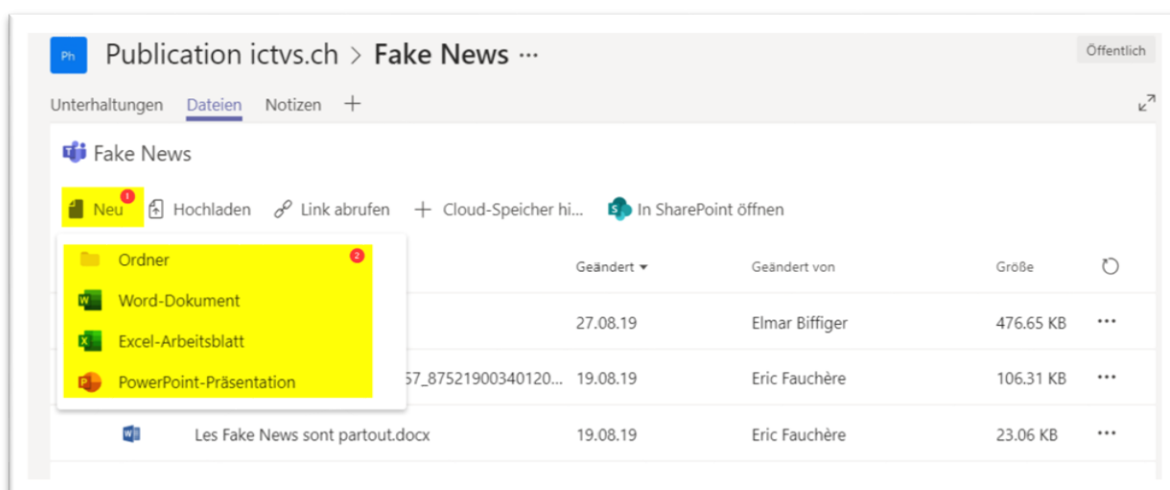 Ph Publication ictvs.ch > Fake News ...
Öffentlich
Unterhaltungen Dateien Notizen +
Fake News
Neu 1 Hochladen Link abrufen + Cloud-Speicher hi... In SharePoint öffnen
Ordner 2
Geändert Geändert von Größe
Word-Dokument
27.08.19 Elmar Biffiger 476.65 KB ...
Excel-Arbeitsblatt
PowerPoint-Präsentation
57_87521900340120... 19.08.19 Eric Fauchère 106.31 KB ...
Les Fake News sont partout.docx 19.08.19 Eric Fauchère 23.06 KB ...